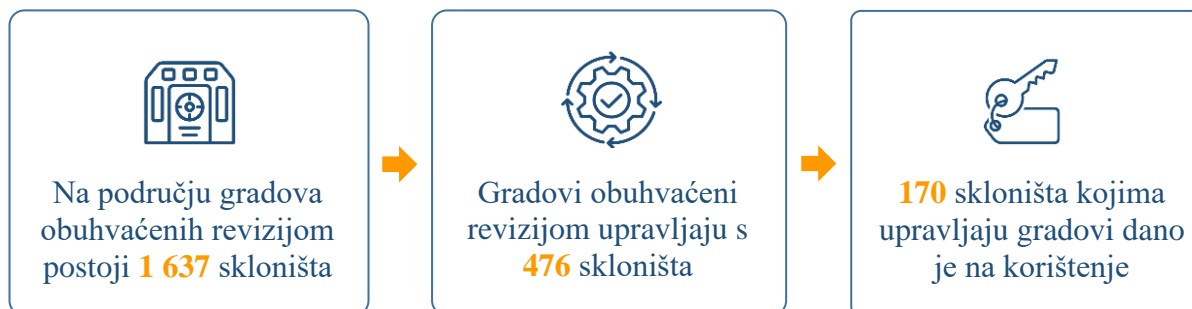 Na području gradova
obuhvaćenih revizijom
postoji 1 637 skloništa
Gradovi obuhvaćeni
revizijom upravljaju s
476 skloništa
170 skloništa kojima
upravljaju gradovi dano
je na korištenje